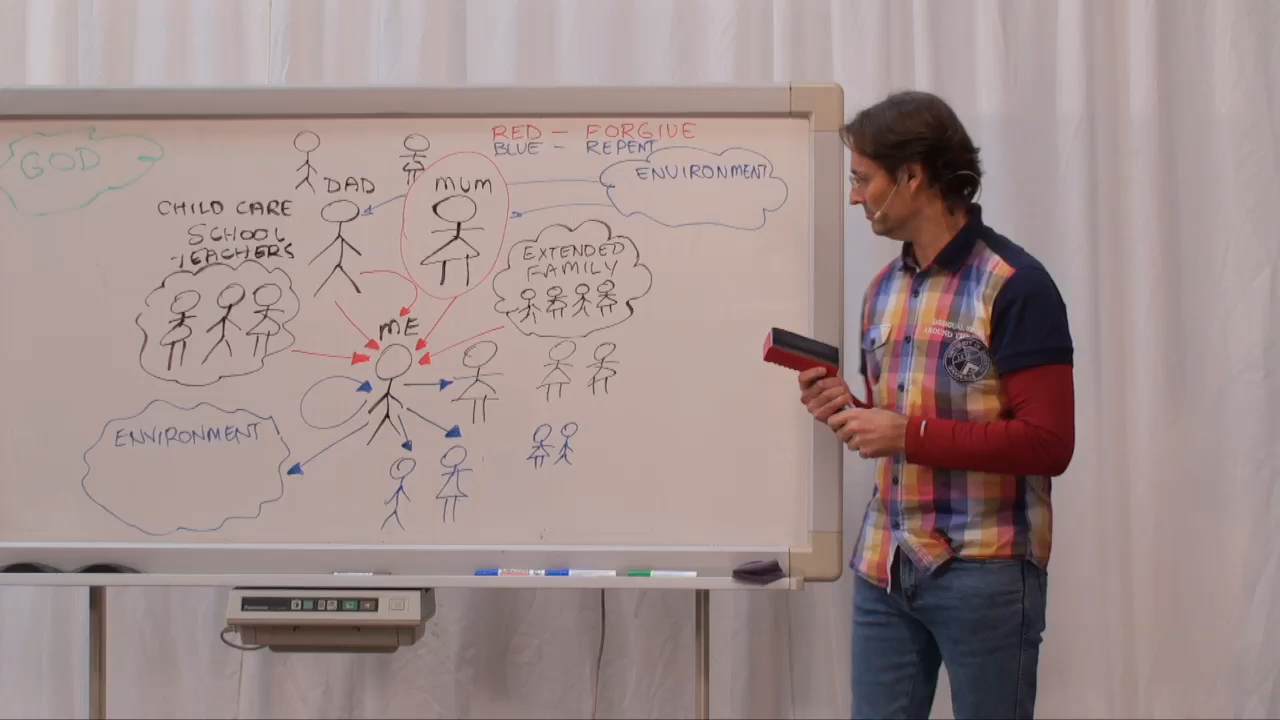 GOD
RED - FORGIVE
BLUE - REPENT
ENVIRONMENT
DAD
MUM
CHILD CARE
SCHOOL
TEACHERS
EXTENDED
FAMILY
ME
ENVIRONMENT